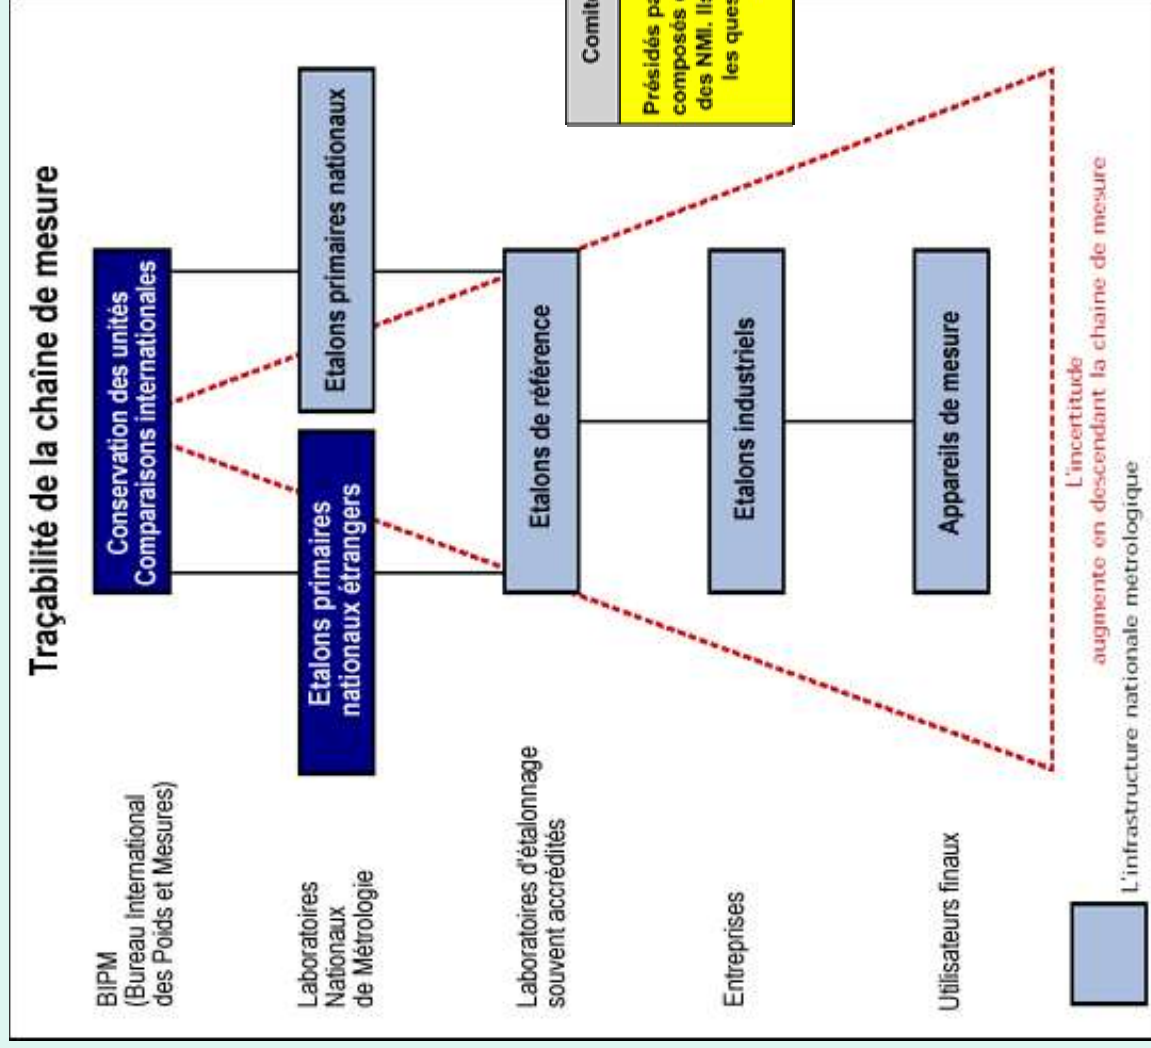 Traçabilité de la chaîne de mesure
BIPM
(Bureau International
des Poids et Mesures)
Conservation des unités
Comparaisons internationales
Laboratoires
Nationaux
de Métrologie
Etalons primaires
nationaux étrangers
Etalons primaires nationaux
Laboratoires d'étalonnage
souvent accrédités
Etalons de référence
Comité
Présidés pa
composés
des NMI. Ils
les ques
Entreprises
Etalons industriels
Utilisateurs finaux
Appareils de mesure
L'incertitude
augmente en descendant la chaine de mesure
L'infrastructure nationale métrologique